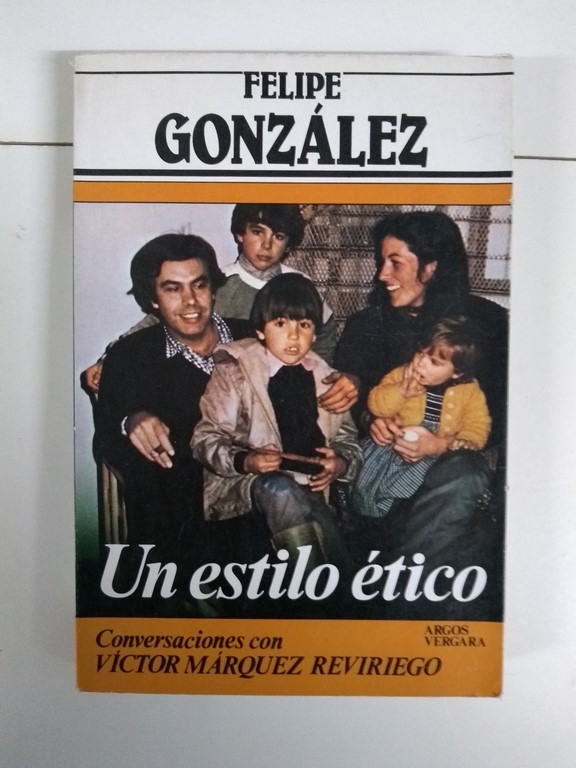 FELIPE
GONZÁLEZ
Un estilo ético
Conversaciones con
VÍCTOR MÁRQUEZ REVIRIEGO
ARGOS
VERGARA